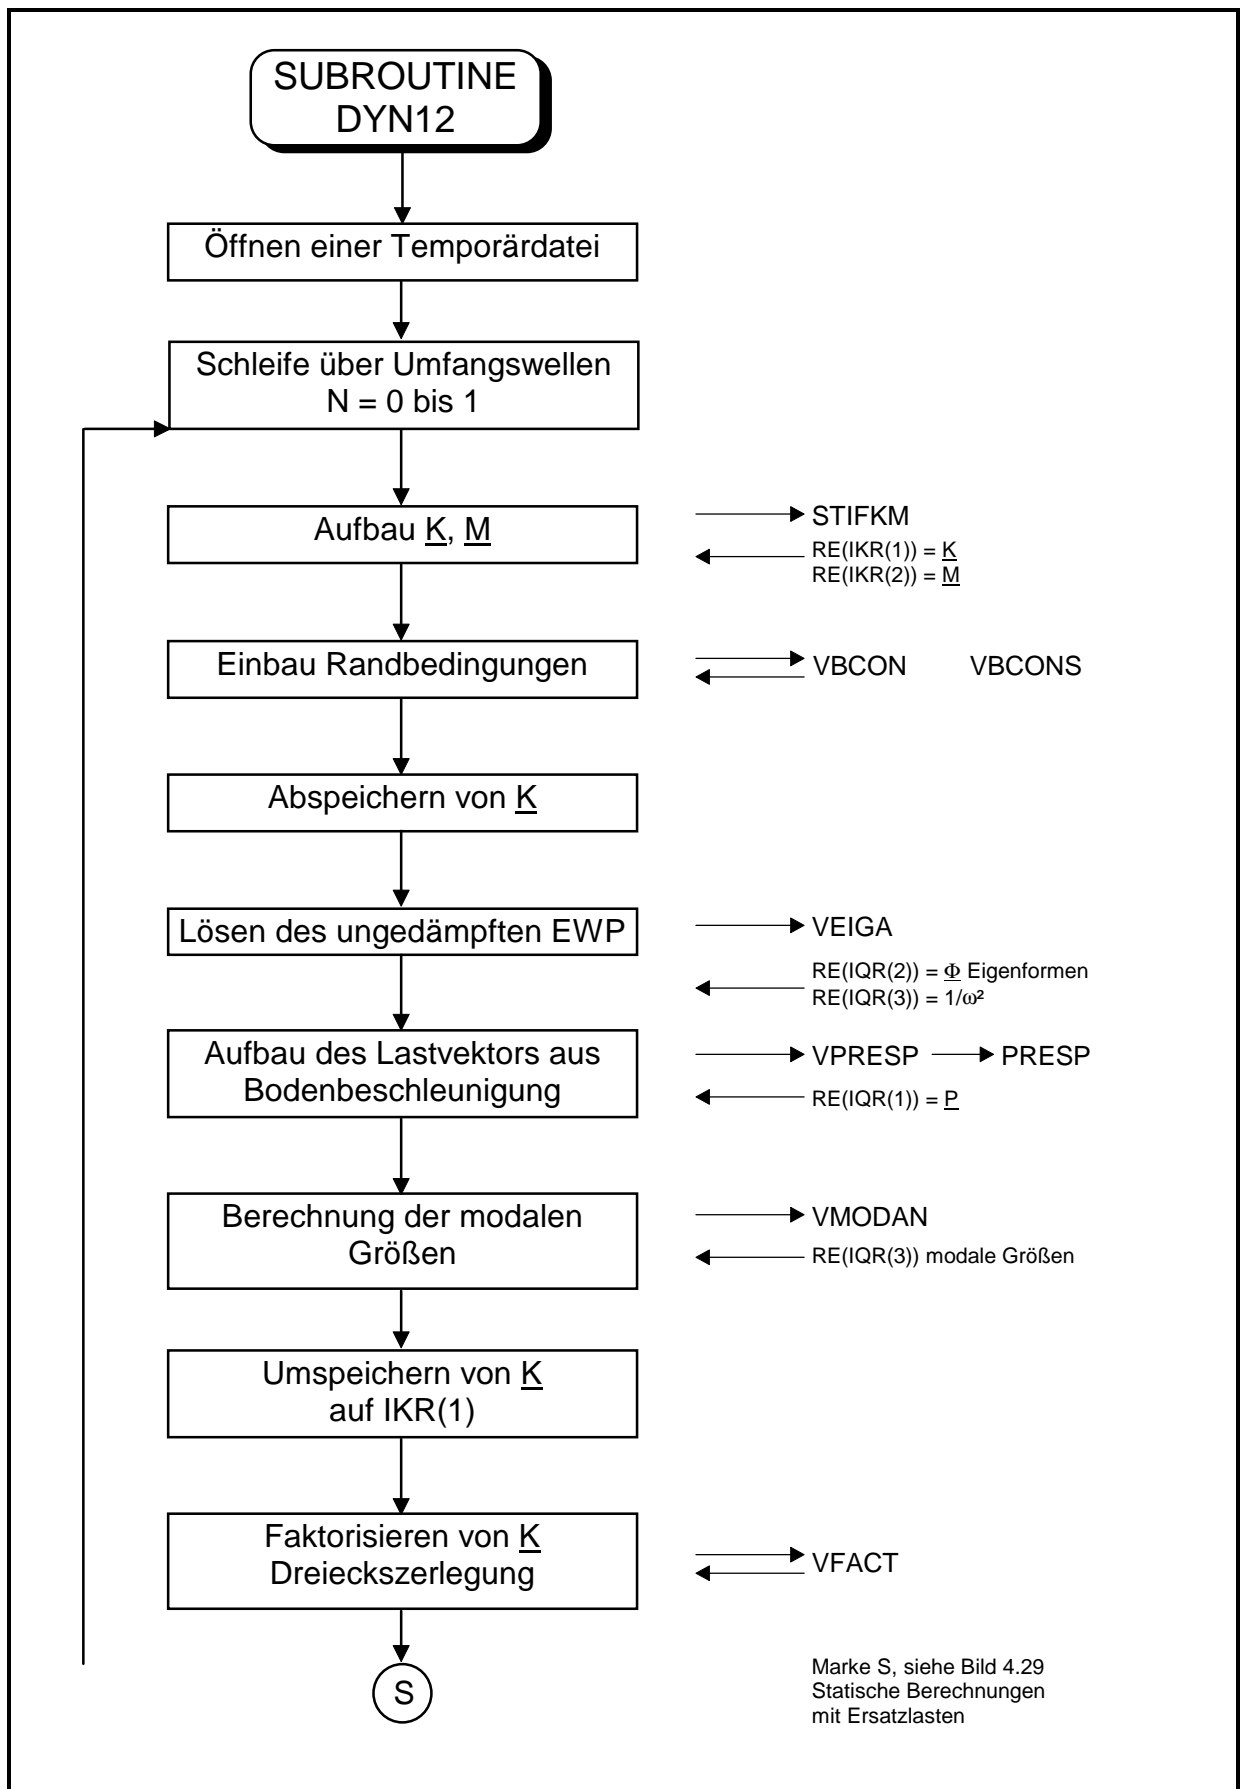 SUBROUTINE
DYN12
Öffnen einer Temporärdatei
Schleife über Umfangswellen
N = 0 bis 1
Aufbau K, M
STIFKM
RE(IKR(1)) = K
RE(IKR(2)) = M
Einbau Randbedingungen
VBCON VBCONS
Abspeichern von K
Lösen des ungedämpften EWP
VEIGA
RE(IQR(2)) = Φ Eigenformen
RE(IQR(3)) = 1/ω²
Aufbau des Lastvektors aus
Bodenbeschleunigung
VPRESP PRESP
RE(IQR(1)) = P
Berechnung der modalen
Größen
VMODAN
RE(IQR(3)) modale Größen
Umspeichern von K
auf IKR(1)
Faktorisieren von K
Dreieckszerlegung
VFACT
S
Marke S, siehe Bild 4.29
Statische Berechnungen
mit Ersatzlasten